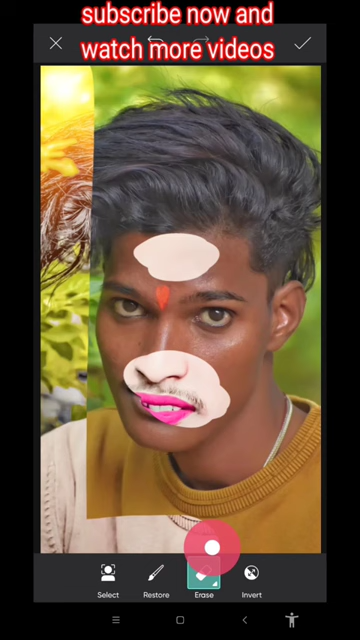 subscribe now and
watch more videos
Select
Restore
Erase
Invert